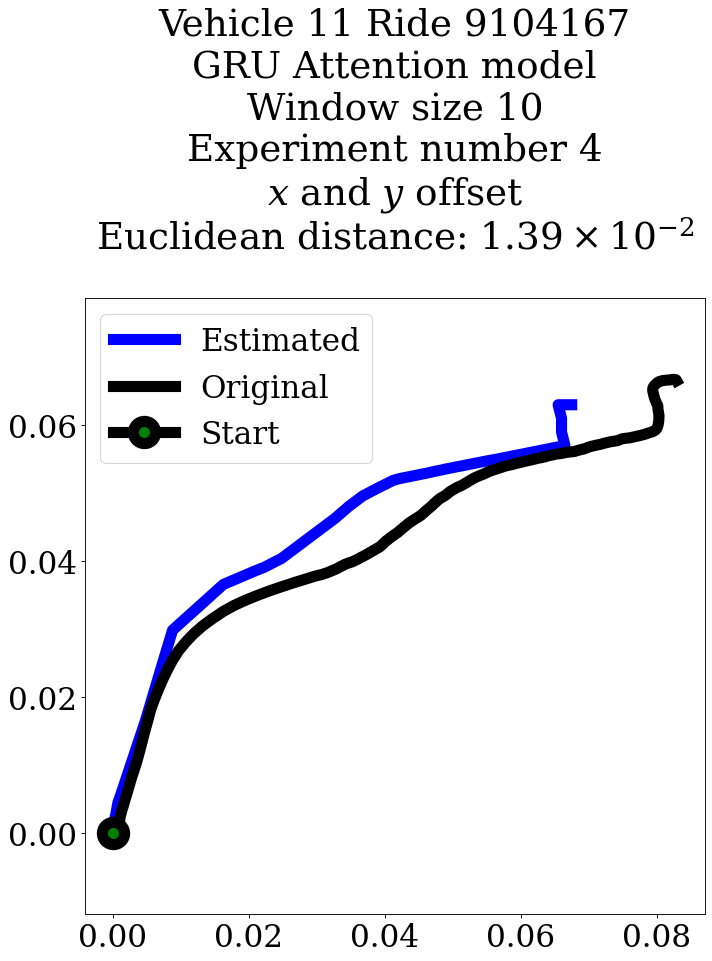 Vehicle 11 Ride 9104167
GRU Attention model
Window size 10
Experiment number 4
x and y offset
Euclidean distance: 1.39 × 10⁻²
Estimated
Original
Start
0.06
0.04
0.02
0.00
0.00 0.02 0.04 0.06 0.08